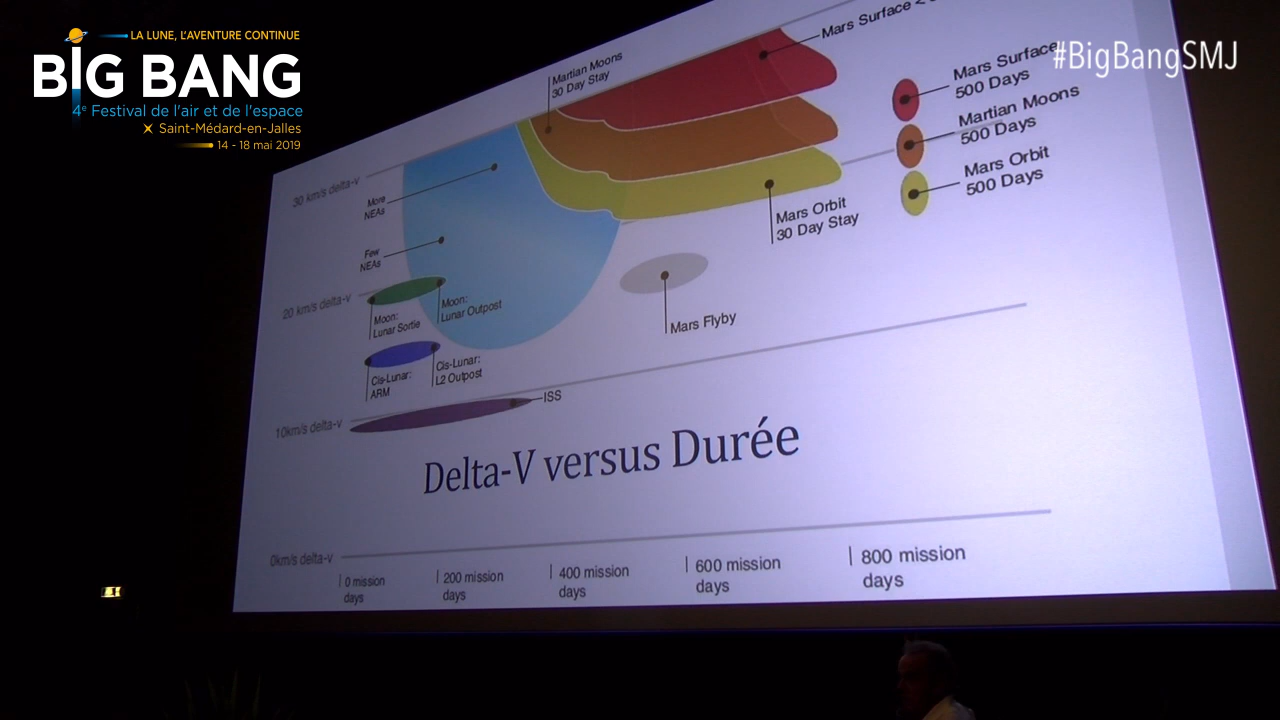 LA LUNE, L'AVENTURE CONTINUE
BIG BANG
4e Festival de l'air et de l'espace
Saint-Médard-en-Jalles
14 - 18 mai 2019
#BigBangSMJ
Martian Moons
30 Day Stay
Mars Surface <
Mars Surface
500 Days
Martian Moons
500 Days
Mars Orbit
500 Days
30 km/s delta-v
More
NEAs
Mars Orbit
30 Day Stay
Few
NEAs
20 km/s delta-v
Moon:
Lunar Sortie
Moon:
Lunar Outpost
Mars Flyby
Cis-Lunar:
ARM
Cis-Lunar:
L2 Outpost
ISS
10km/s delta-v
Delta-V versus Durée
0km/s delta-v
0 mission
days
200 mission
days
400 mission
days
600 mission
days
800 mission
days